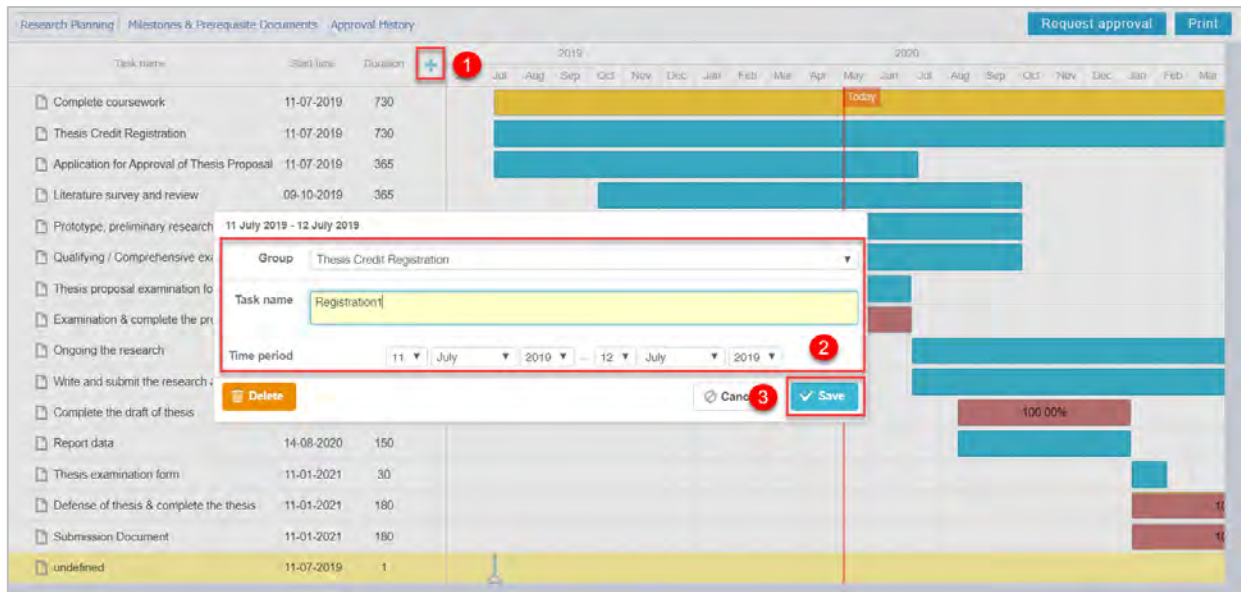 Research Planning Milestones & Prerequisite Documents Approval History Request approval Print
Task name Start time Duration 1 2019 2020
Jul Aug Sep Oct Nov Dec Jan Feb Mar Apr May Jun Jul Aug Sep Oct Nov Dec Jan Feb Mar
Complete coursework 11-07-2019 730 Today
Thesis Credit Registration 11-07-2019 730
Application for Approval of Thesis Proposal 11-07-2019 365
Literature survey and review 09-10-2019 365
Prototype, preliminary research
11 July 2019 - 12 July 2019
Qualifying / Comprehensive
Group Thesis Credit Registration
Thesis proposal examination
Task name Registration1
Examination & complete the
Ongoing the research
Time period 11 July 2019 – 12 July 2019 2
Write and submit the research
Delete Canc 3 Save
Complete the draft of thesis 100.00%
Report data 14-08-2020 150
Thesis examination form 11-01-2021 30
Defense of thesis & complete the thesis 11-01-2021 180 10
Submission Document 11-01-2021 180 10
undefined 11-07-2019 1